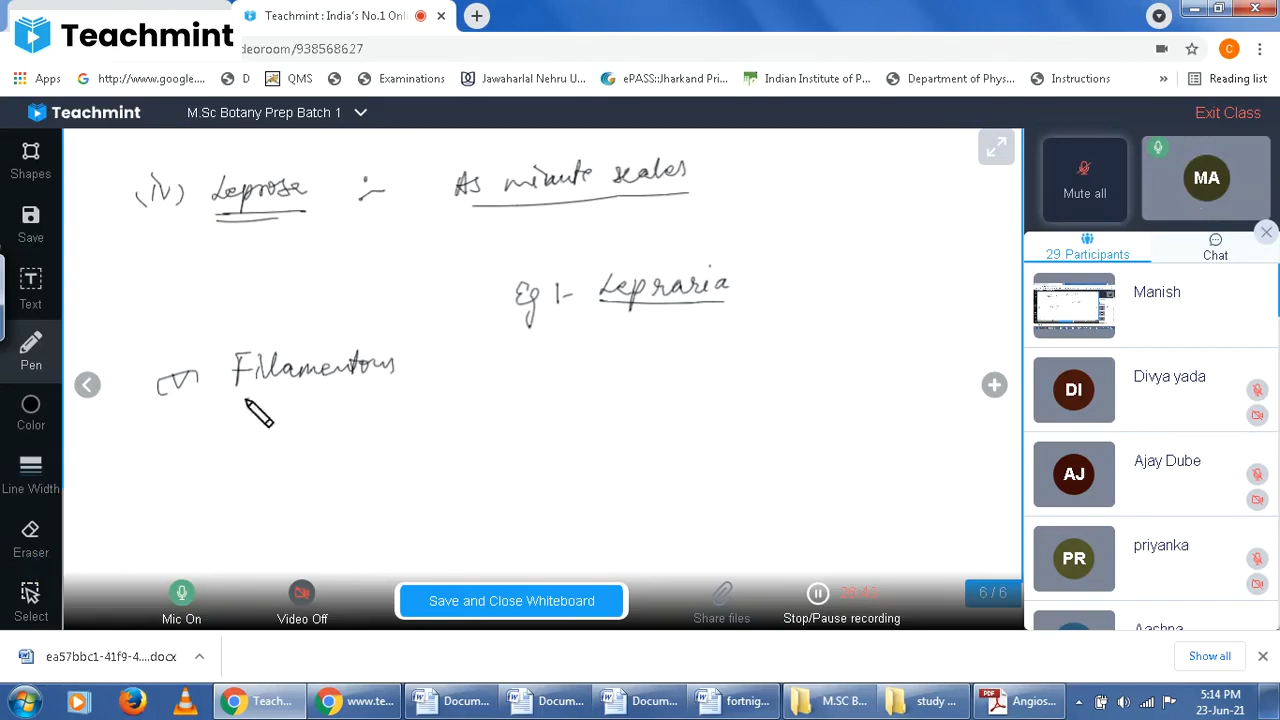 Teachmint
Teachmint : India's No.1 Onl
deoroom/938568627
Apps
http://www.google....
D
QMS
Examinations
Jawaharlal Nehru U...
ePASS::Jharkand Pri...
Indian Institute of P...
Department of Phys...
Instructions
»
Reading list
Teachmint
M.Sc Botany Prep Batch 1
Exit Class
Shapes
Save
Text
Pen
Color
Line Width
Eraser
Select
(iv) Leprose :- As minute scales
Eg :- Lepraria
(v) Filamentous
Mute all
MA
29 Participants
Chat
Manish
DI
Divya yada
AJ
Ajay Dube
PR
priyanka
Aashna
Mic On
Video Off
Save and Close Whiteboard
Share files
Stop/Pause recording
6 / 6
ea57bbc1-41f9-4....docx
Show all
Teach...
www.te...
Docum...
Docum...
Docum...
fortnig...
M.SC B...
study ...
Angios...
5:14 PM
23-Jun-21